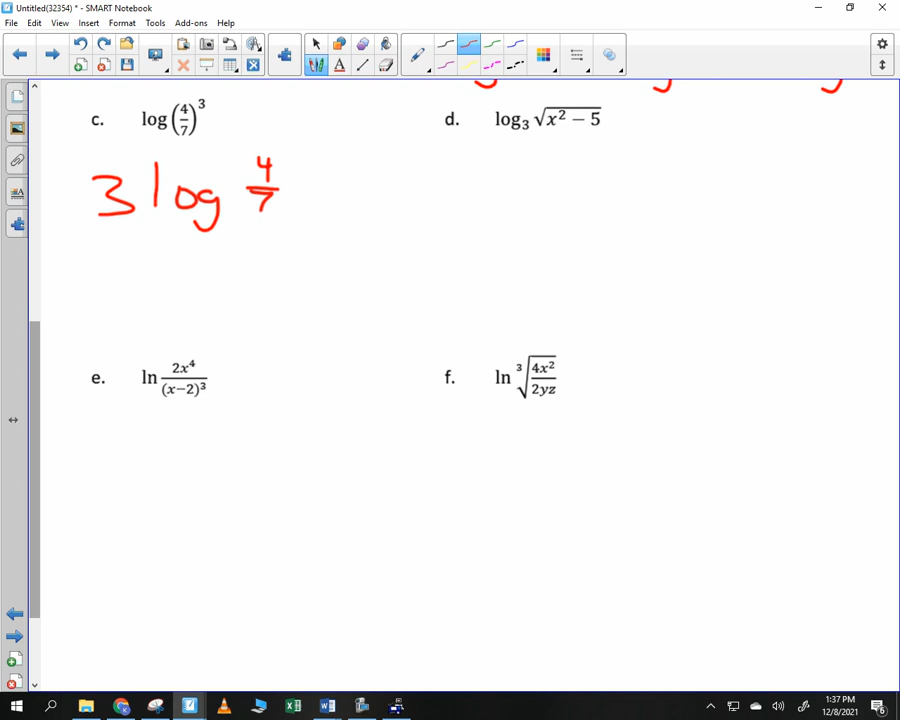 Untitled(32354) * - SMART Notebook
File Edit View Insert Format Tools Add-ons Help
c. log(4/7)^3 d. log₃ √(x² − 5)
3 log 4/7
e. ln 2x⁴/(x−2)³ f. ln ∛(4x²/2yz)
1:37 PM
12/8/2021
6